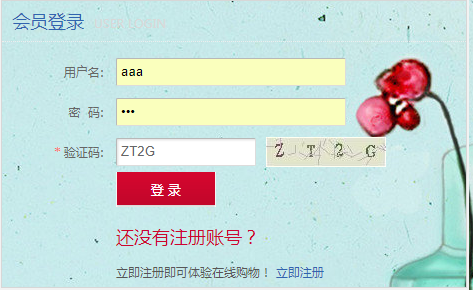 会员登录 USER LOGIN
用户名: aaa
密 码: •••
* 验证码: ZT2G Z T 2 G
登 录
还没有注册账号？
立即注册即可体验在线购物！ 立即注册